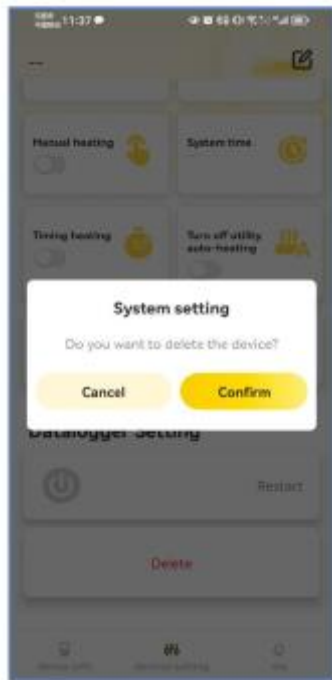 11:37
--
Manual heating
System time
Timing heating
Turn off utility
auto-heating
System setting
Do you want to delete the device?
Cancel
Confirm
Datalogger Setting
Restart
Delete